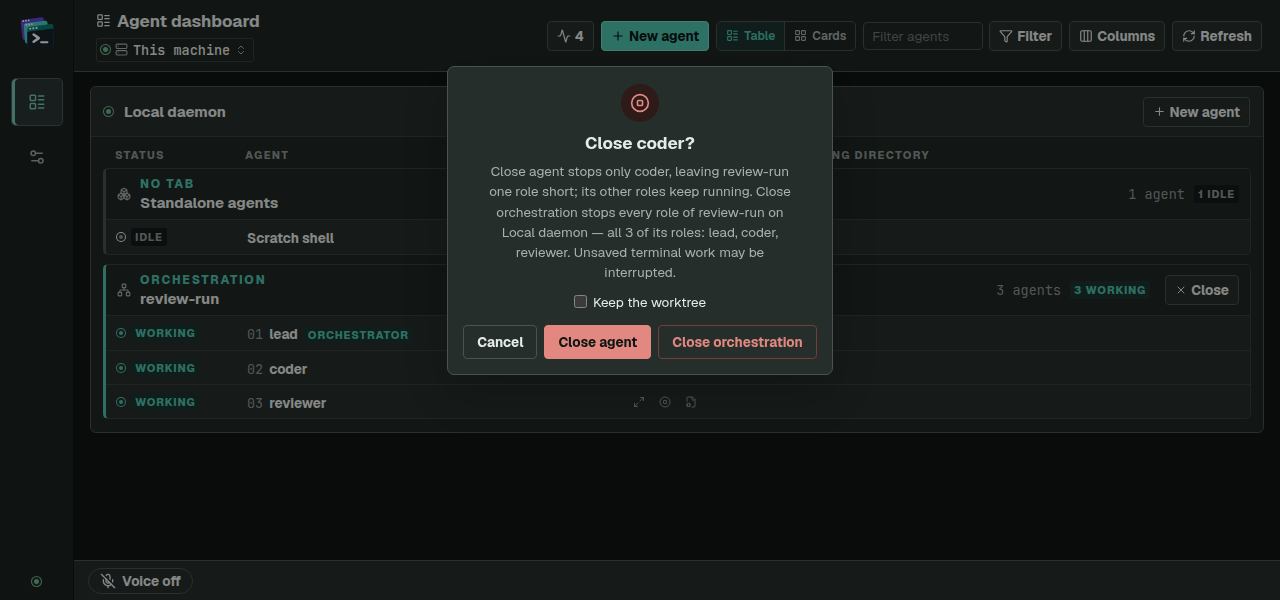 Agent dashboard
This machine
4
+ New agent
Table
Cards
Filter agents
Filter
Columns
Refresh
Local daemon
+ New agent
STATUS
AGENT
NG DIRECTORY
NO TAB
Standalone agents
1 agent
1 IDLE
IDLE
Scratch shell
ORCHESTRATION
review-run
3 agents
3 WORKING
× Close
WORKING
01 lead ORCHESTRATOR
WORKING
02 coder
WORKING
03 reviewer
Close coder?
Close agent stops only coder, leaving review-run
one role short; its other roles keep running. Close
orchestration stops every role of review-run on
Local daemon — all 3 of its roles: lead, coder,
reviewer. Unsaved terminal work may be
interrupted.
Keep the worktree
Cancel
Close agent
Close orchestration
Voice off